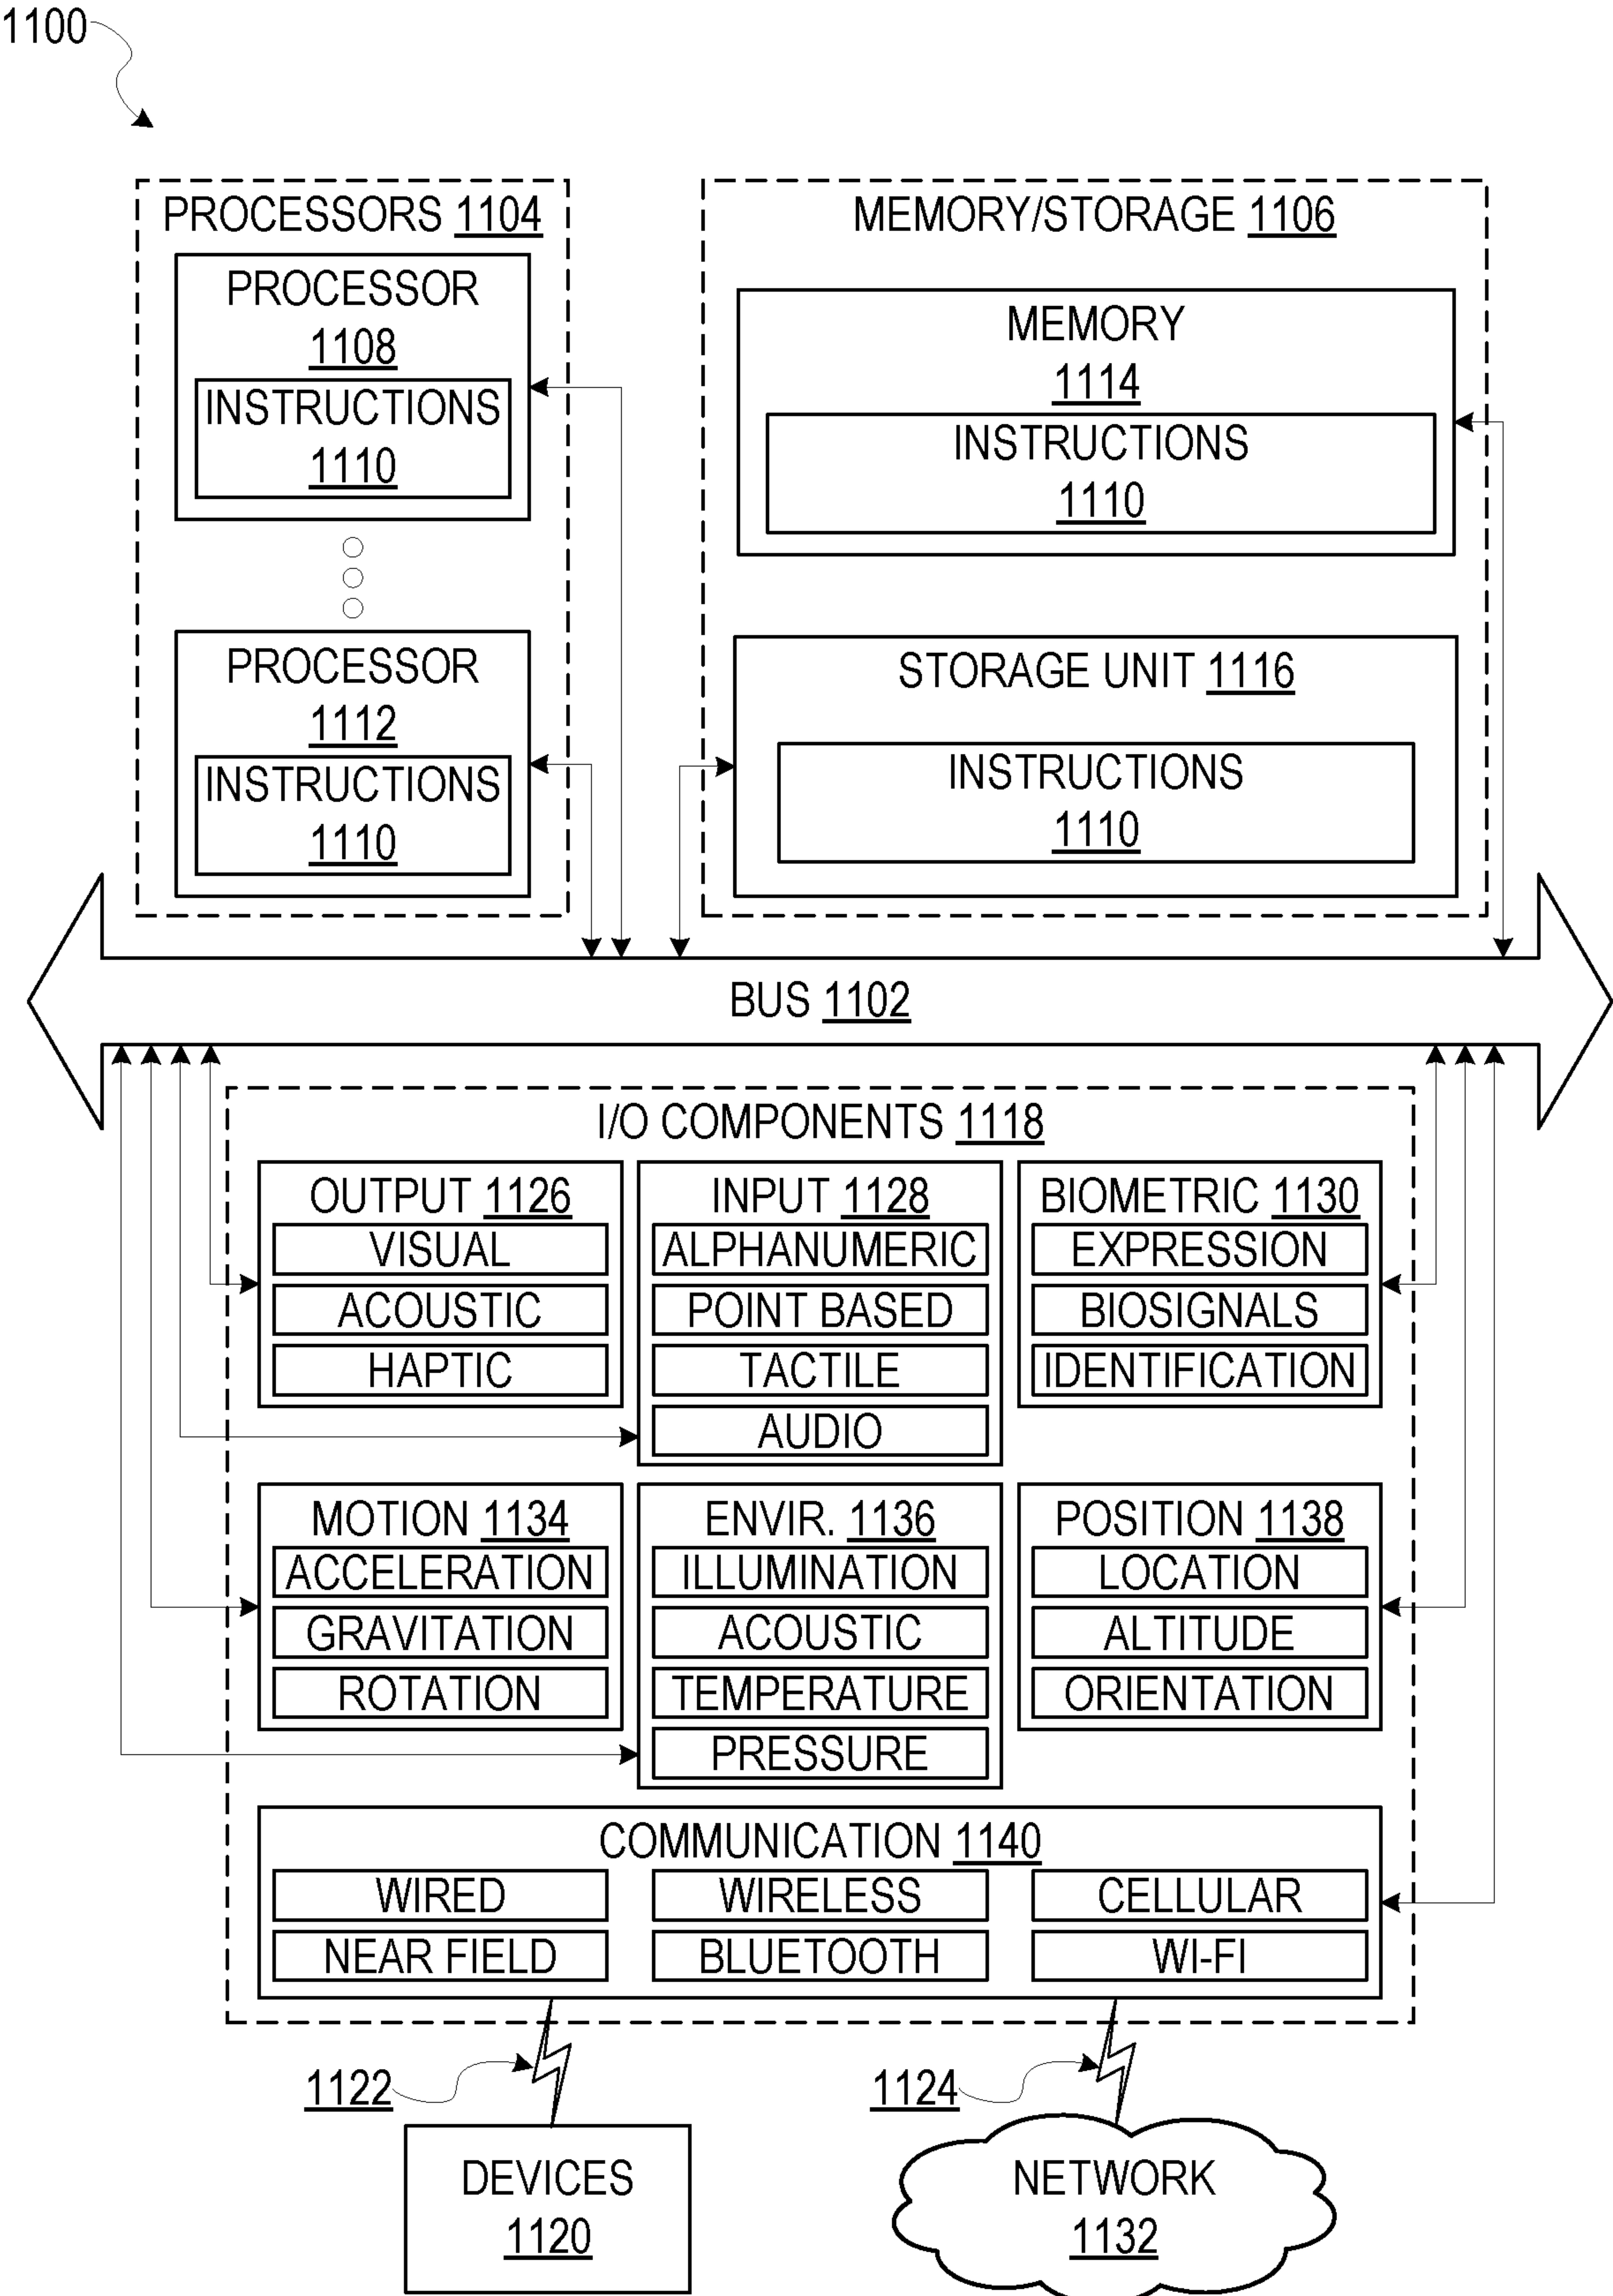 1100
PROCESSORS 1104
PROCESSOR
1108
INSTRUCTIONS
1110
PROCESSOR
1112
INSTRUCTIONS
1110
MEMORY/STORAGE 1106
MEMORY
1114
INSTRUCTIONS
1110
STORAGE UNIT 1116
INSTRUCTIONS
1110
BUS 1102
I/O COMPONENTS 1118
OUTPUT 1126
VISUAL
ACOUSTIC
HAPTIC
INPUT 1128
ALPHANUMERIC
POINT BASED
TACTILE
AUDIO
BIOMETRIC 1130
EXPRESSION
BIOSIGNALS
IDENTIFICATION
MOTION 1134
ACCELERATION
GRAVITATION
ROTATION
ENVIR. 1136
ILLUMINATION
ACOUSTIC
TEMPERATURE
PRESSURE
POSITION 1138
LOCATION
ALTITUDE
ORIENTATION
COMMUNICATION 1140
WIRED
WIRELESS
CELLULAR
NEAR FIELD
BLUETOOTH
WI-FI
1122
1124
DEVICES
1120
NETWORK
1132